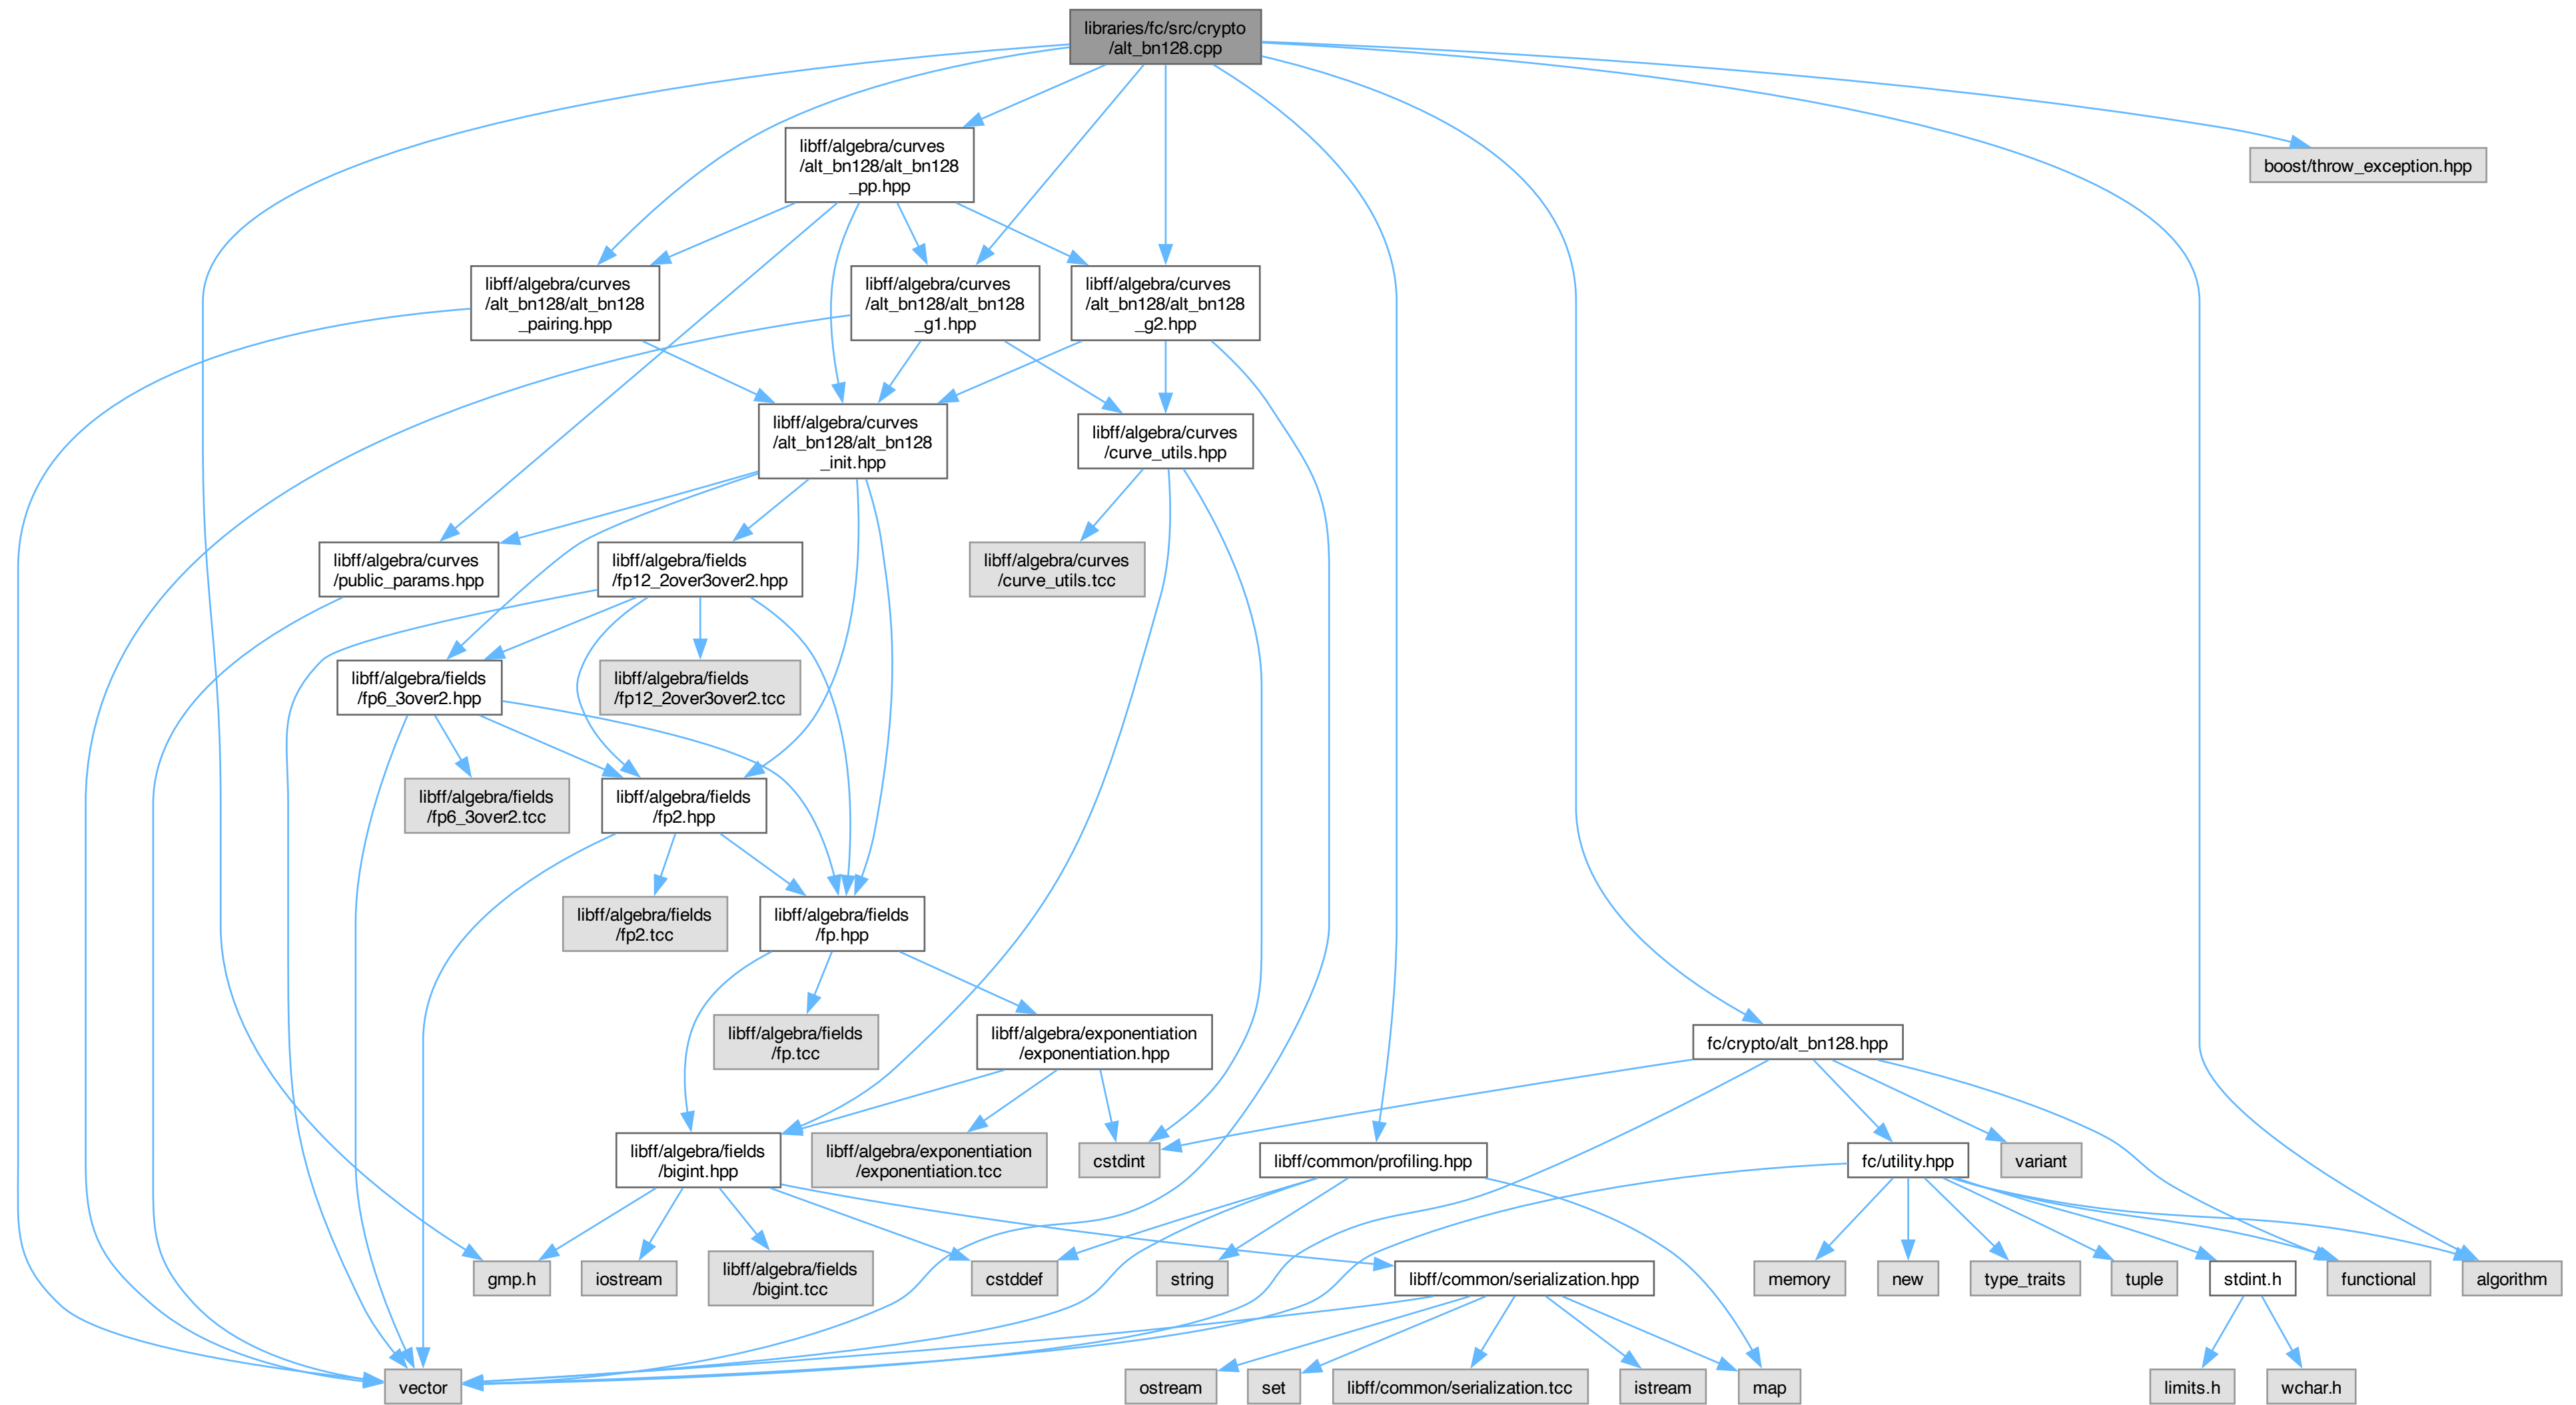 libraries/fc/src/crypto
/alt_bn128.cpp
libff/algebra/curves
/alt_bn128/alt_bn128
_pp.hpp
boost/throw_exception.hpp
libff/algebra/curves
/alt_bn128/alt_bn128
_pairing.hpp
libff/algebra/curves
/alt_bn128/alt_bn128
_g1.hpp
libff/algebra/curves
/alt_bn128/alt_bn128
_g2.hpp
libff/algebra/curves
/alt_bn128/alt_bn128
_init.hpp
libff/algebra/curves
/curve_utils.hpp
libff/algebra/curves
/public_params.hpp
libff/algebra/fields
/fp12_2over3over2.hpp
libff/algebra/curves
/curve_utils.tcc
libff/algebra/fields
/fp6_3over2.hpp
libff/algebra/fields
/fp12_2over3over2.tcc
libff/algebra/fields
/fp6_3over2.tcc
libff/algebra/fields
/fp2.hpp
libff/algebra/fields
/fp2.tcc
libff/algebra/fields
/fp.hpp
libff/algebra/fields
/fp.tcc
libff/algebra/exponentiation
/exponentiation.hpp
fc/crypto/alt_bn128.hpp
libff/algebra/fields
/bigint.hpp
libff/algebra/exponentiation
/exponentiation.tcc
cstdint
libff/common/profiling.hpp
fc/utility.hpp
variant
gmp.h
iostream
libff/algebra/fields
/bigint.tcc
cstddef
string
libff/common/serialization.hpp
memory
new
type_traits
tuple
stdint.h
functional
algorithm
vector
ostream
set
libff/common/serialization.tcc
istream
map
limits.h
wchar.h